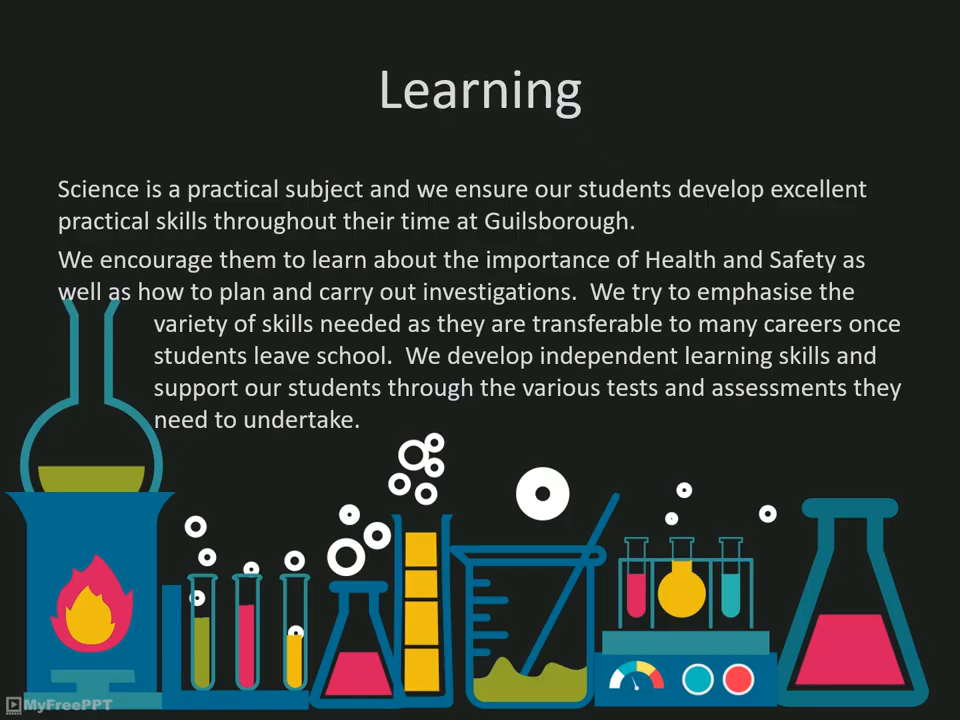 Learning
Science is a practical subject and we ensure our students develop excellent
practical skills throughout their time at Guilsborough.
We encourage them to learn about the importance of Health and Safety as
well as how to plan and carry out investigations.  We try to emphasise the
variety of skills needed as they are transferable to many careers once
students leave school.  We develop independent learning skills and
support our students through the various tests and assessments they
need to undertake.
MyFreePPT